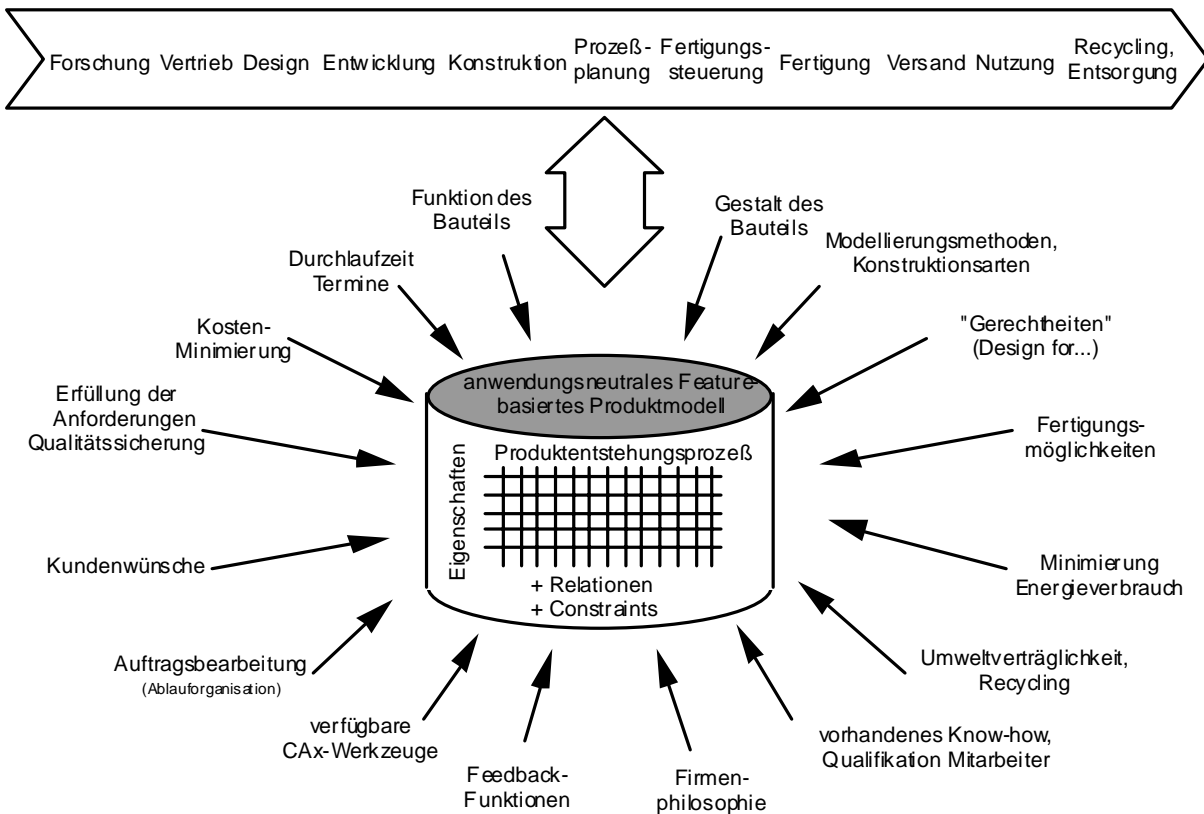 Forschung Vertrieb Design Entwicklung Konstruktion Prozeß-
planung Fertigungs-
steuerung Fertigung Versand Nutzung Recycling,
Entsorgung
Funktion des
Bauteils
Gestalt des
Bauteils
Durchlaufzeit
Termine
Modellierungsmethoden,
Konstruktionsarten
Kosten-
Minimierung
"Gerechtheiten"
(Design for...)
anwendungsneutrales Feature-
basiertes Produktmodell
Erfüllung der
Anforderungen
Qualitätssicherung
Fertigungs-
möglichkeiten
Produktentstehungsprozeß
Eigenschaften
+ Relationen
+ Constraints
Kundenwünsche
Minimierung
Energieverbrauch
Auftragsbearbeitung
(Ablauforganisation)
Umweltverträglichkeit,
Recycling
verfügbare
CAx-Werkzeuge
vorhandenes Know-how,
Qualifikation Mitarbeiter
Feedback-
Funktionen
Firmen-
philosophie